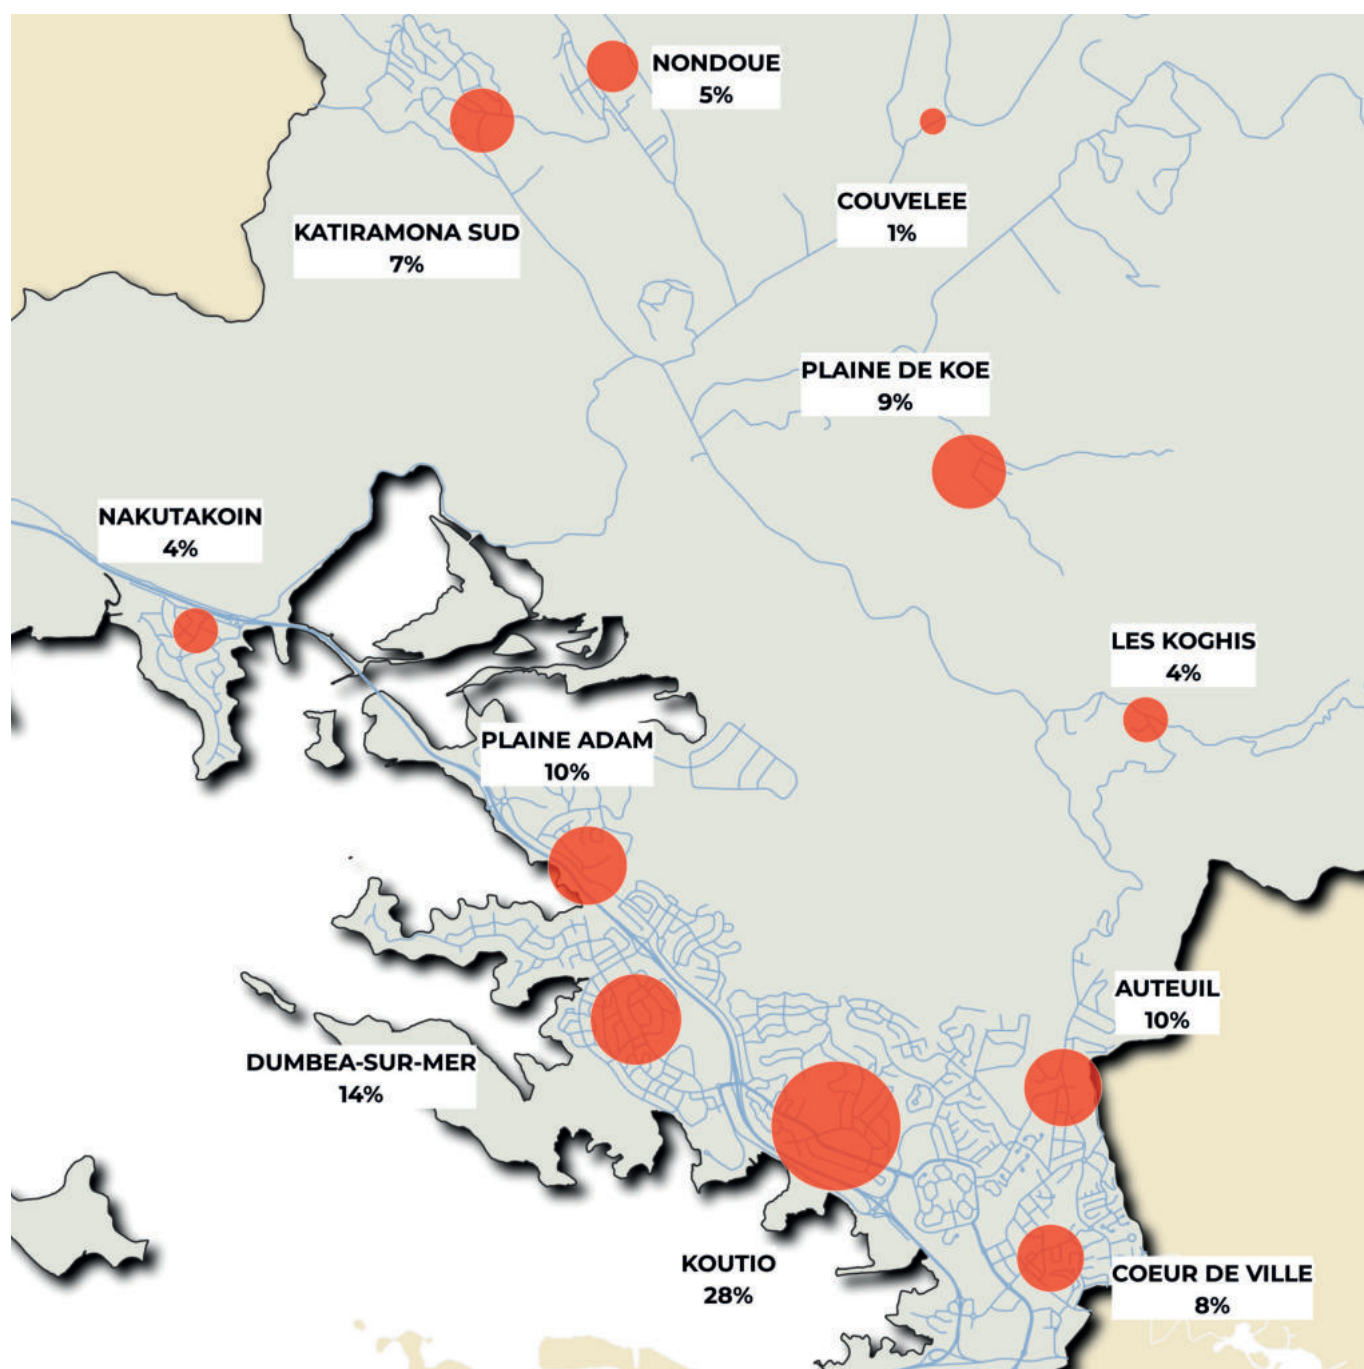 NONDOUE
5%
COUVELEE
1%
KATIRAMONA SUD
7%
PLAINE DE KOE
9%
NAKUTAKOIN
4%
LES KOGHIS
4%
PLAINE ADAM
10%
AUTEUIL
10%
DUMBEA-SUR-MER
14%
KOUTIO
28%
COEUR DE VILLE
8%